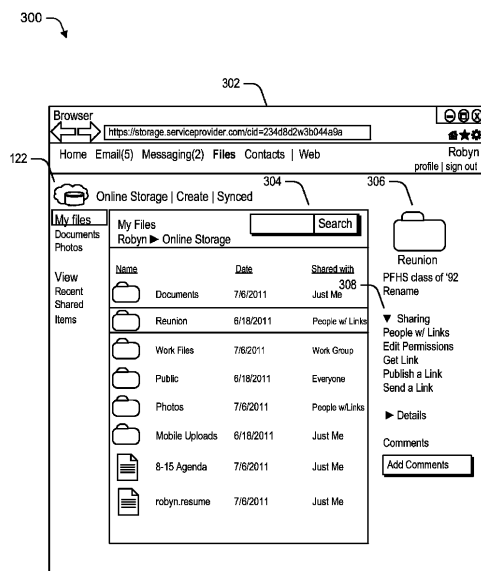 300
302
Browser
https://storage.serviceprovider.com/cid=234d8d2w3b044a9a
Home Email(5) Messaging(2) Files Contacts | Web
Robyn
profile | sign out
122
Online Storage | Create | Synced
304
306
My files
Documents
Photos
View
Recent
Shared
Items
My Files
Robyn ► Online Storage
Search
Name Date Shared with
Documents 7/6/2011 Just Me
Reunion 6/18/2011 People w/ Links
Work Files 7/6/2011 Work Group
Public 6/18/2011 Everyone
Photos 7/6/2011 People w/Links
Mobile Uploads 6/18/2011 Just Me
8-15 Agenda 7/6/2011 Just Me
robyn.resume 7/6/2011 Just Me
Reunion
PFHS class of '92
Rename
308
▼ Sharing
People w/ Links
Edit Permissions
Get Link
Publish a Link
Send a Link
► Details
Comments
Add Comments